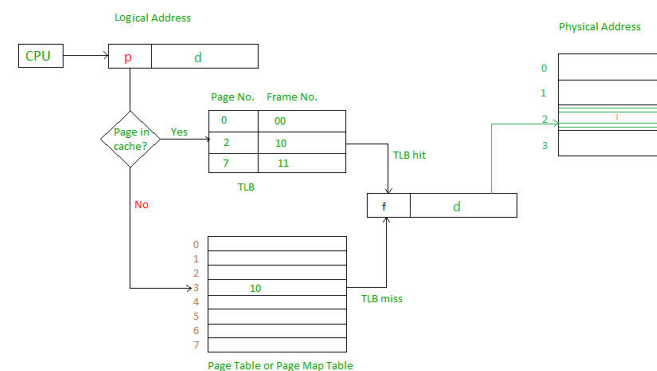 Logical Address
CPU
p d
Physical Address
0
1
2
3
Page in
cache?
Yes
No
Page No. Frame No.
0 00
2 10
7 11
TLB
TLB hit
f d
TLB miss
0
1
2
3 10
4
5
6
7
Page Table or Page Map Table